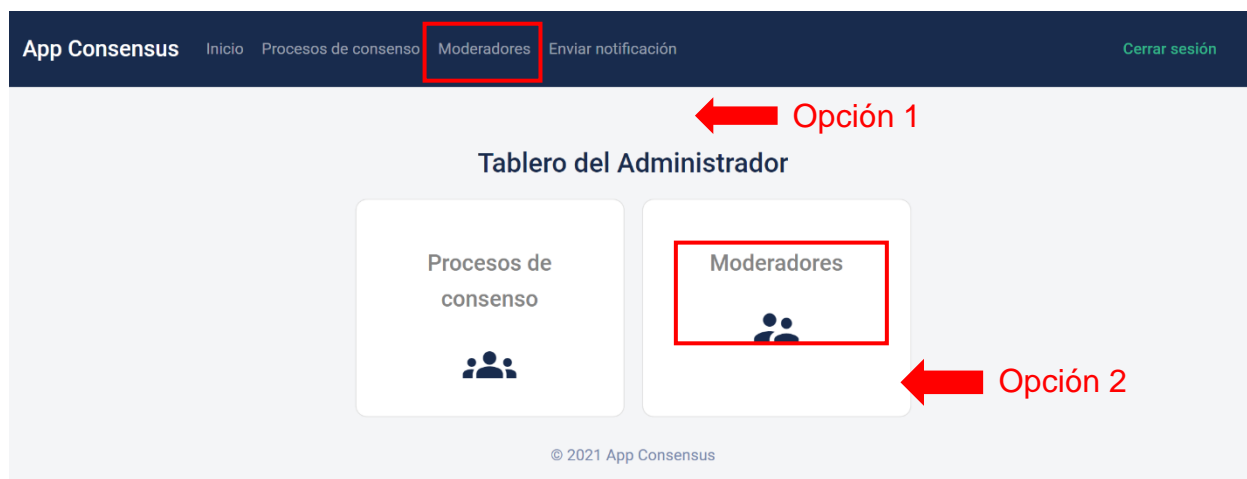 App Consensus Inicio Procesos de consenso Moderadores Enviar notificación Cerrar sesión
Opción 1
Tablero del Administrador
Procesos de
consenso
Moderadores
Opción 2
© 2021 App Consensus